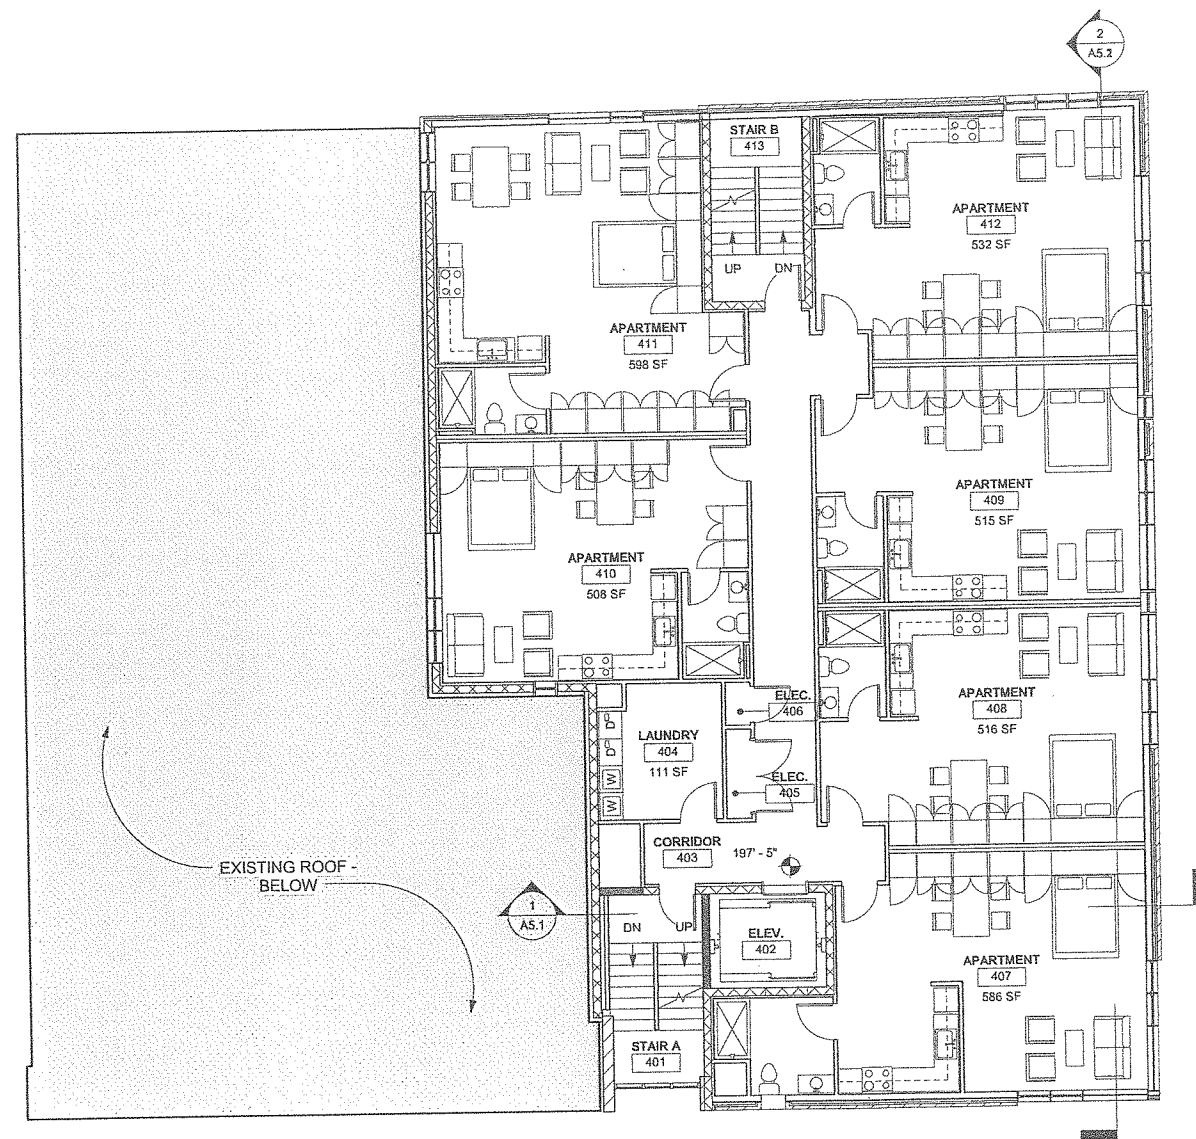 2
A5.2
STAIR B
413
UP
DN
APARTMENT
412
532 SF
APARTMENT
411
598 SF
APARTMENT
409
515 SF
APARTMENT
410
508 SF
ELEC.
406
APARTMENT
408
516 SF
LAUNDRY
404
111 SF
D
D
W
W
ELEC.
405
CORRIDOR
403
197' - 5"
EXISTING ROOF -
BELOW
1
A5.1
DN
UP
ELEV.
402
APARTMENT
407
586 SF
STAIR A
401